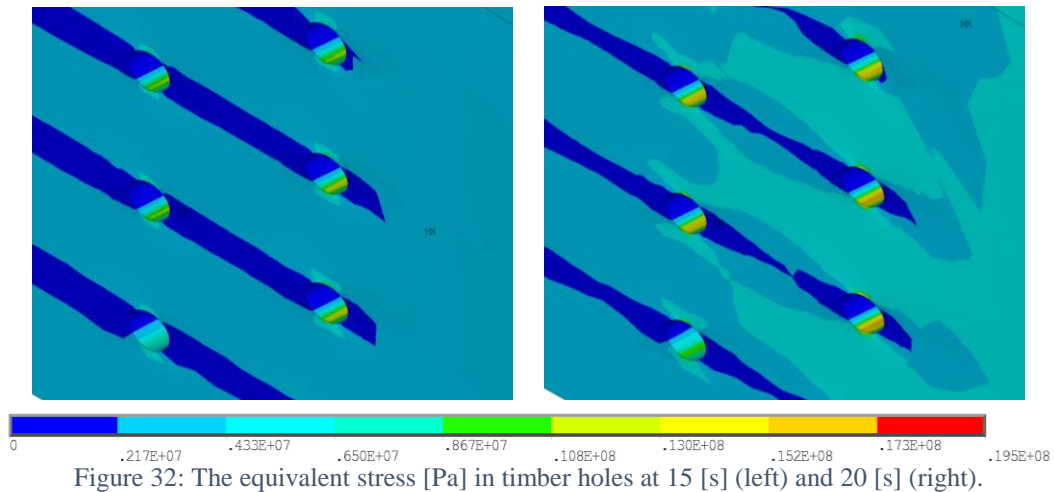 MX
MX
0 .433E+07 .867E+07 .130E+08 .173E+08
.217E+07 .650E+07 .108E+08 .152E+08 .195E+08
Figure 32: The equivalent stress [Pa] in timber holes at 15 [s] (left) and 20 [s] (right).